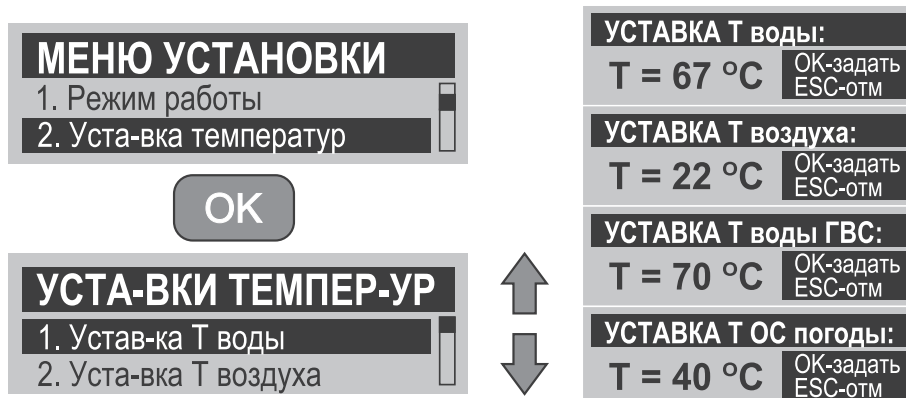 МЕНЮ УСТАНОВКИ
1. Режим работы
2. Уста-вка температур
OK
УСТА-ВКИ ТЕМПЕР-УР
1. Устав-ка Т воды
2. Уста-вка Т воздуха
УСТАВКА Т воды:
T = 67 °C
OK-задать
ESC-отм
УСТАВКА Т воздуха:
T = 22 °C
OK-задать
ESC-отм
УСТАВКА Т воды ГВС:
T = 70 °C
OK-задать
ESC-отм
УСТАВКА Т ОС погоды:
T = 40 °C
OK-задать
ESC-отм